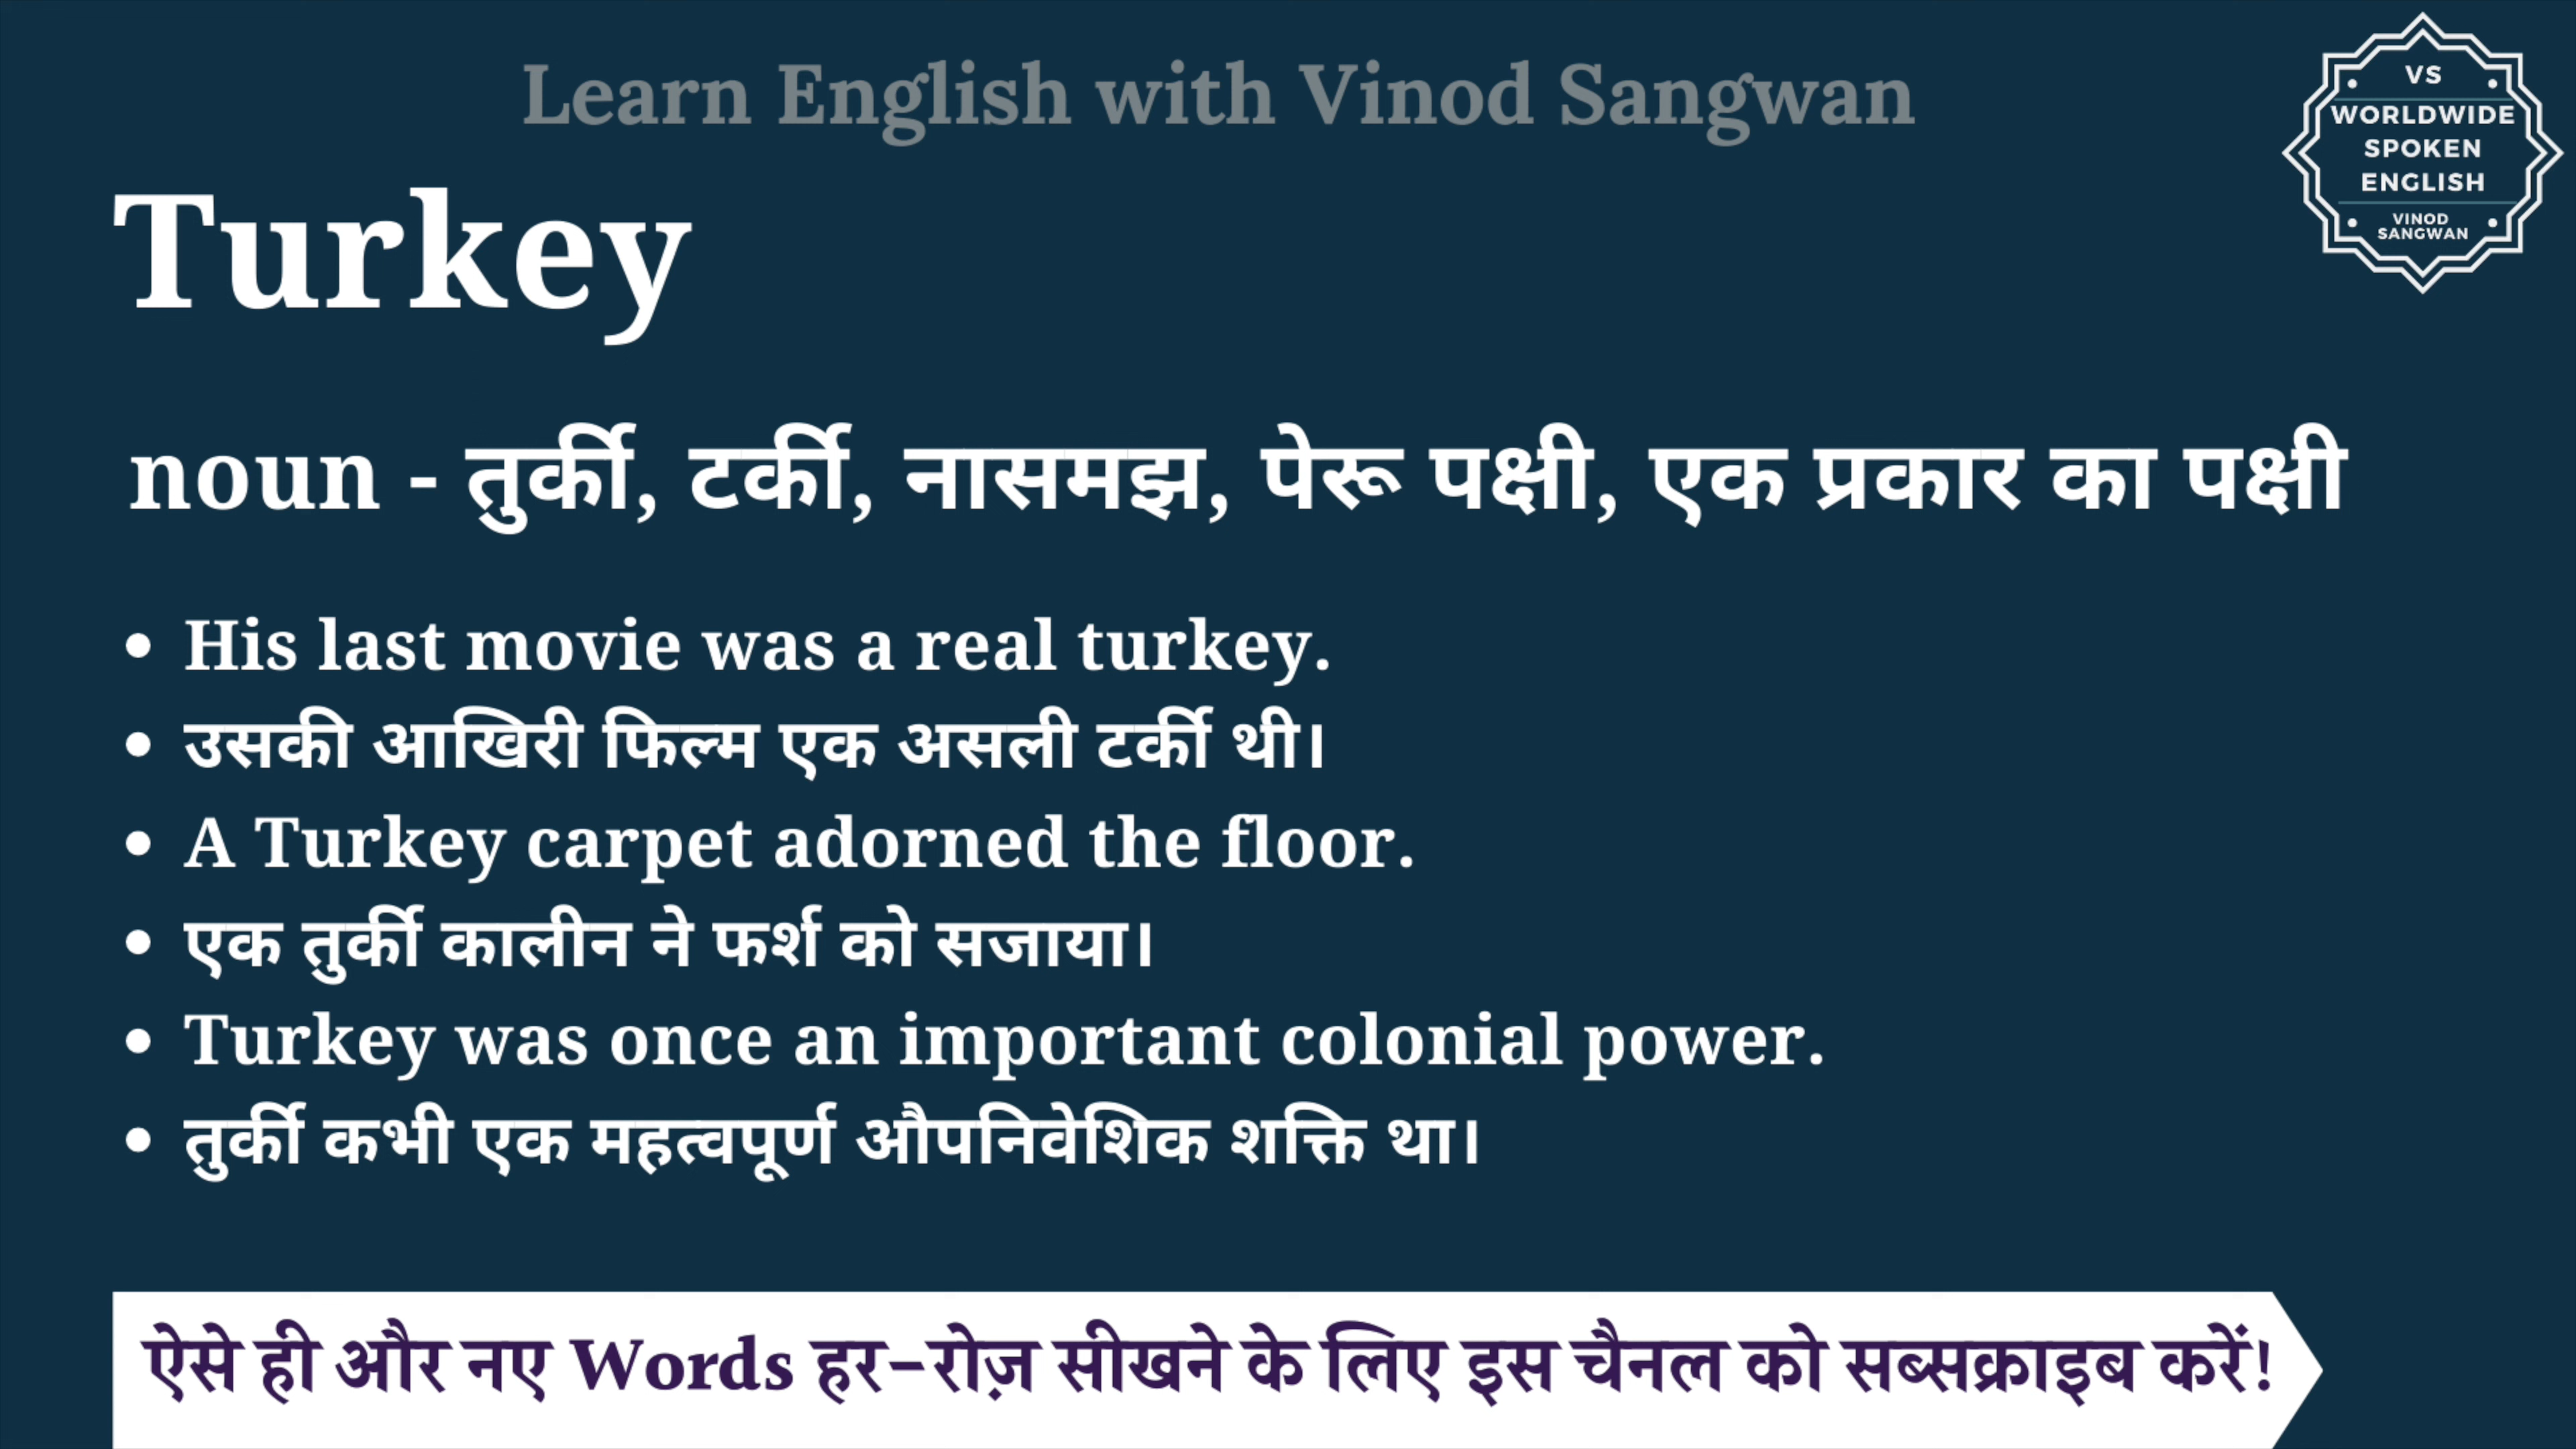 Learn English with Vinod Sangwan
VS
WORLDWIDE
SPOKEN
ENGLISH
VINOD
SANGWAN
Turkey
noun - तुर्की, टर्की, नासमझ, पेरू पक्षी, एक प्रकार का पक्षी
• His last movie was a real turkey.
• उसकी आखिरी फिल्म एक असली टर्की थी।
• A Turkey carpet adorned the floor.
• एक तुर्की कालीन ने फर्श को सजाया।
• Turkey was once an important colonial power.
• तुर्की कभी एक महत्वपूर्ण औपनिवेशिक शक्ति था।
ऐसे ही और नए Words हर-रोज़ सीखने के लिए इस चैनल को सब्सक्राइब करें!